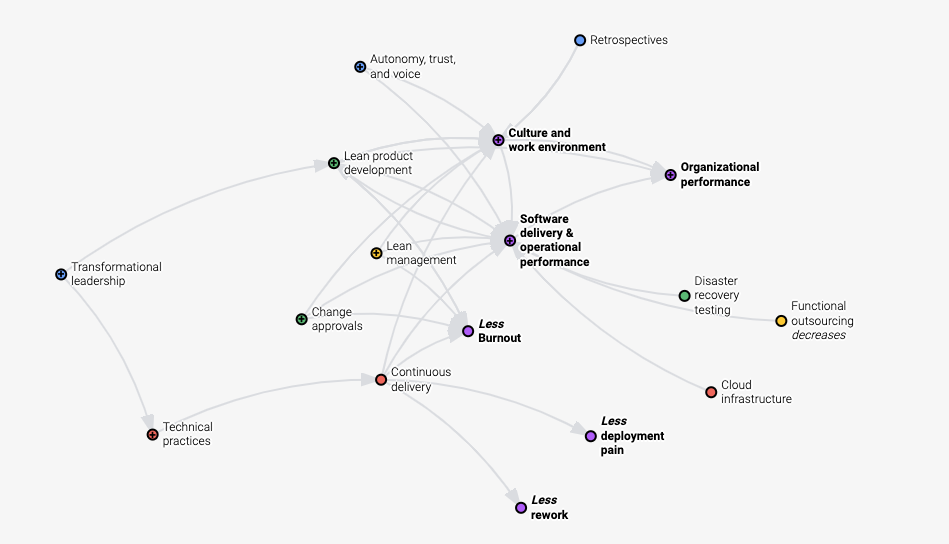 Retrospectives
Autonomy, trust,
and voice
Culture and
work environment
Lean product
development
Organizational
performance
Software
delivery &
operational
performance
Lean
management
Transformational
leadership
Disaster
recovery
testing
Functional
outsourcing
decreases
Change
approvals
Less
Burnout
Continuous
delivery
Cloud
infrastructure
Technical
practices
Less
deployment
pain
Less
rework